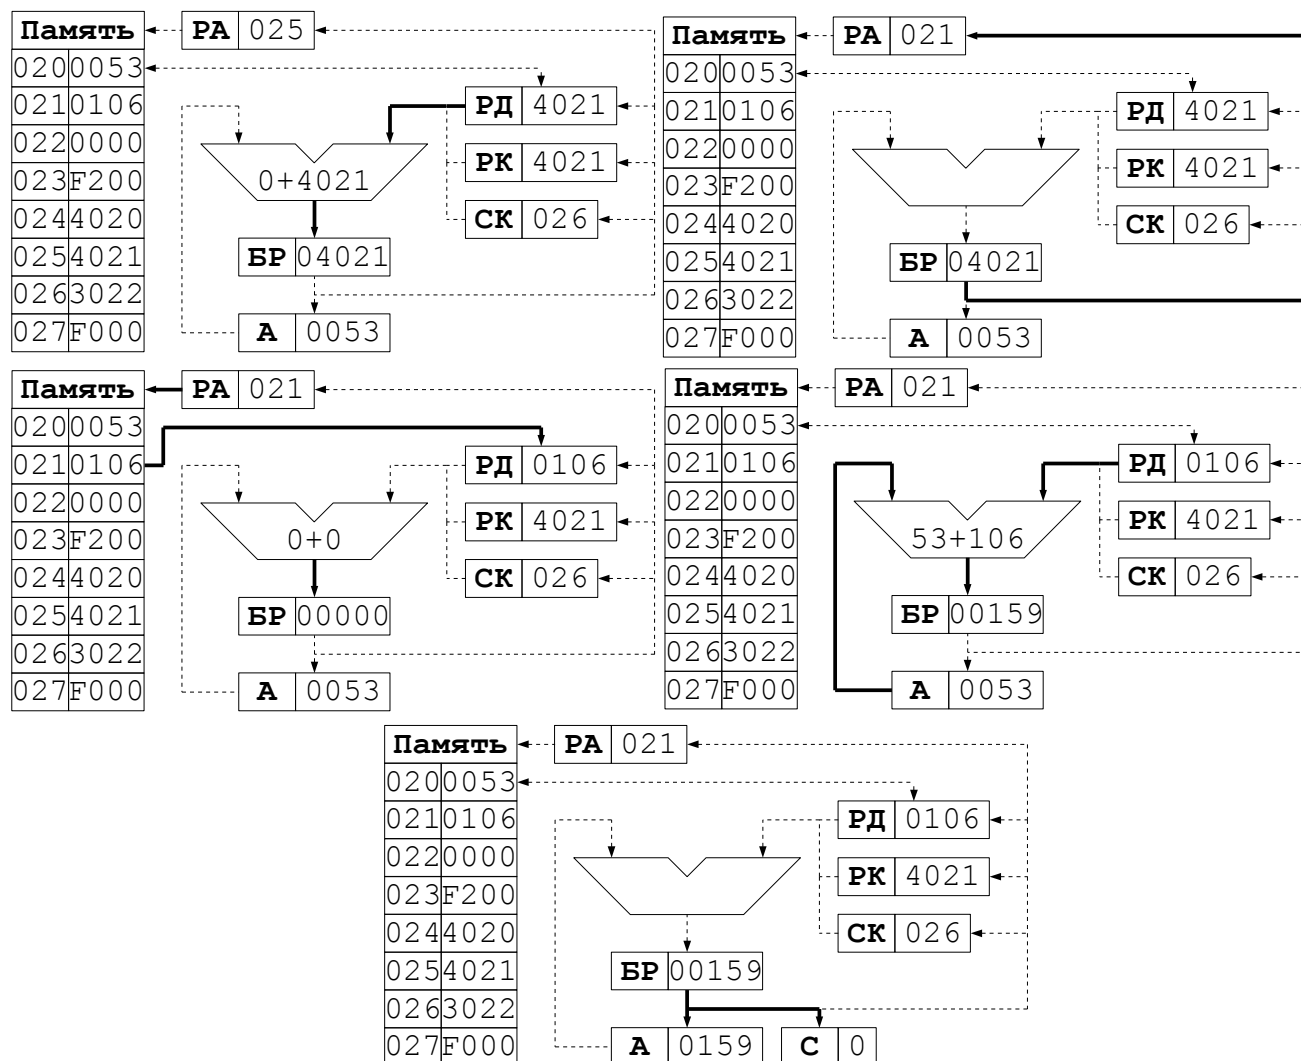 Память РА 025
020 0053
021 0106 РД 4021
022 0000 РК 4021
023 F200 0+4021
024 4020 СК 026
025 4021 БР 04021
026 3022
027 F000 А 0053
Память РА 021
020 0053
021 0106 РД 4021
022 0000 РК 4021
023 F200
024 4020 СК 026
025 4021 БР 04021
026 3022
027 F000 А 0053
Память РА 021
020 0053
021 0106 РД 0106
022 0000 РК 4021
023 F200 0+0
024 4020 СК 026
025 4021 БР 00000
026 3022
027 F000 А 0053
Память РА 021
020 0053
021 0106 РД 0106
022 0000 РК 4021
023 F200 53+106
024 4020 СК 026
025 4021 БР 00159
026 3022
027 F000 А 0053
Память РА 021
020 0053
021 0106 РД 0106
022 0000 РК 4021
023 F200
024 4020 СК 026
025 4021 БР 00159
026 3022
027 F000 А 0159 С 0